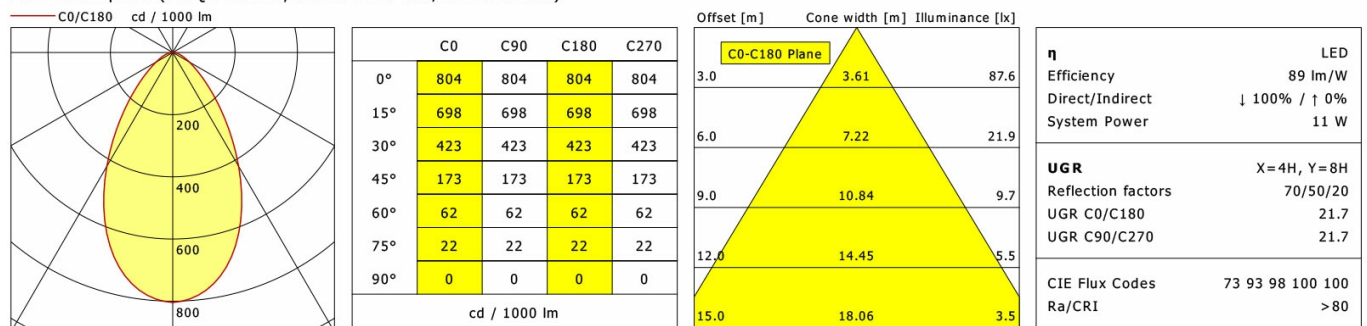 C0/C180 cd / 1000 lm
200
400
600
800
C0 C90 C180 C270
0° 804 804 804 804
15° 698 698 698 698
30° 423 423 423 423
45° 173 173 173 173
60° 62 62 62 62
75° 22 22 22 22
90° 0 0 0 0
cd / 1000 lm
Offset [m] Cone width [m] Illuminance [lx]
C0-C180 Plane
3.0 3.61 87.6
6.0 7.22 21.9
9.0 10.84 9.7
12.0 14.45 5.5
15.0 18.06 3.5
η LED
Efficiency 89 lm/W
Direct/Indirect ↓ 100% / ↑ 0%
System Power 11 W
UGR X=4H, Y=8H
Reflection factors 70/50/20
UGR C0/C180 21.7
UGR C90/C270 21.7
CIE Flux Codes 73 93 98 100 100
Ra/CRI >80